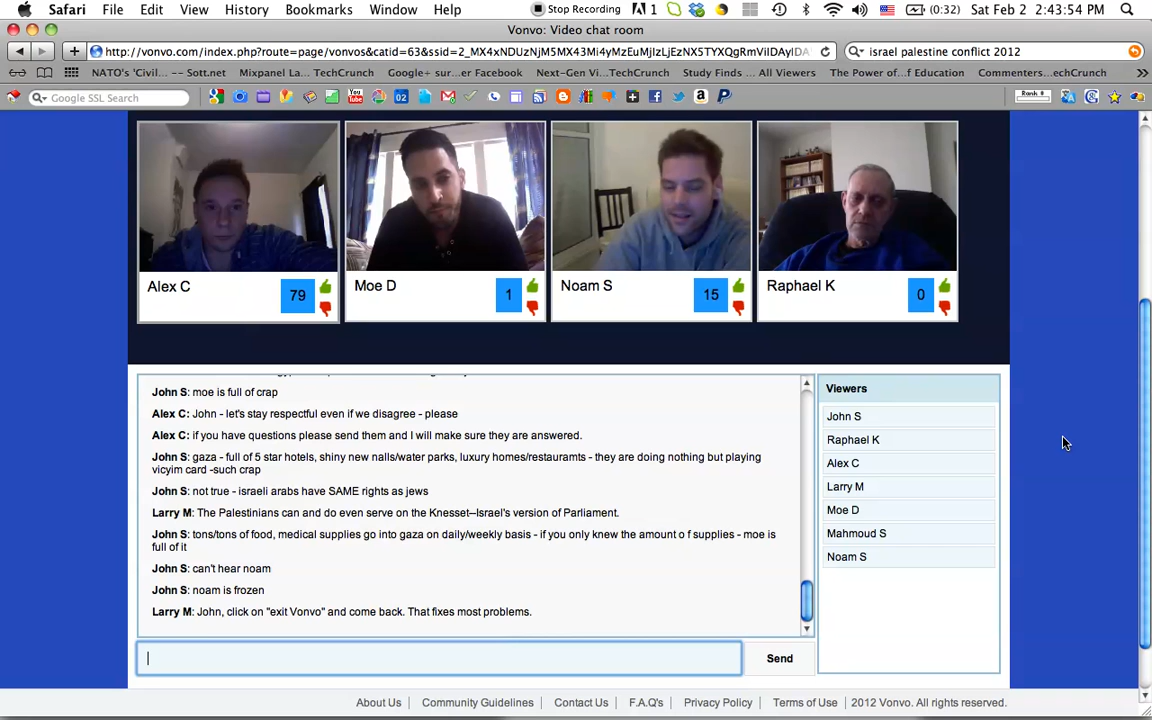 Safari File Edit View History Bookmarks Window Help Stop Recording 1 (0:32) Sat Feb 2 2:43:54 PM
Vonvo: Video chat room
israel palestine conflict 2012
NATO's 'Civil... -- Sott.net Mixpanel La... TechCrunch Google+ sur...er Facebook Next-Gen Vi...TechCrunch Study Finds ... All Viewers The Power of...f Education Commenters...echCrunch
Google SSL Search You Tube 02 Rank: 0
Alex C 79
Moe D 1
Noam S 15
Raphael K 0
John S: moe is full of crap
Alex C: John - let's stay respectful even if we disagree - please
Alex C: if you have questions please send them and I will make sure they are answered.
John S: gaza - full of 5 star hotels, shiny new nalls/water parks, luxury homes/restauramts - they are doing nothing but playing
vicyim card -such crap
John S: not true - israeli arabs have SAME rights as jews
Larry M: The Palestinians can and do even serve on the Knesset--Israel's version of Parliament.
John S: tons/tons of food, medical supplies go into gaza on daily/weekly basis - if you only knew the amount o f supplies - moe is
full of it
John S: can't hear noam
John S: noam is frozen
Larry M: John, click on "exit Vonvo" and come back. That fixes most problems.
Send
Viewers
John S
Raphael K
Alex C
Larry M
Moe D
Mahmoud S
Noam S
About Us Community Guidelines Contact Us F.A.Q's Privacy Policy Terms of Use 2012 Vonvo. All rights reserved.